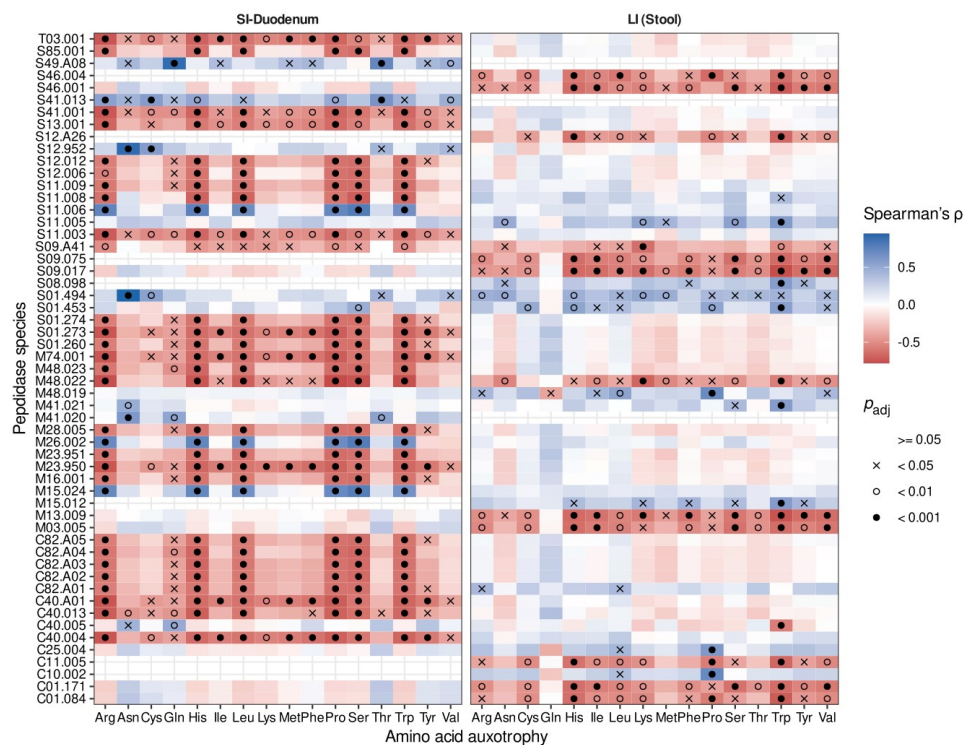 SI-Duodenum
LI (Stool)
T03.001
S85.001
S49.A08
S46.004
S46.001
S41.013
S41.001
S13.001
S12.A26
S12.952
S12.012
S12.006
S11.009
S11.008
S11.006
S11.005
S11.003
S09.A41
S09.075
S09.017
S08.098
S01.494
S01.453
S01.274
S01.273
S01.260
M74.001
M48.023
M48.022
M48.019
M41.021
M41.020
M28.005
M26.002
M23.951
M23.950
M16.001
M15.024
M15.012
M13.009
M03.005
C82.A05
C82.A04
C82.A03
C82.A02
C82.A01
C40.A01
C40.013
C40.005
C40.004
C25.004
C11.005
C10.002
C01.171
C01.084
Peptidase species
Arg Asn Cys Gln His Ile Leu Lys Met Phe Pro Ser Thr Trp Tyr Val
Arg Asn Cys Gln His Ile Leu Lys Met Phe Pro Ser Thr Trp Tyr Val
Amino acid auxotrophy
Spearman's ρ
0.5
0.0
-0.5
p adj
>= 0.05
< 0.05
< 0.01
< 0.001